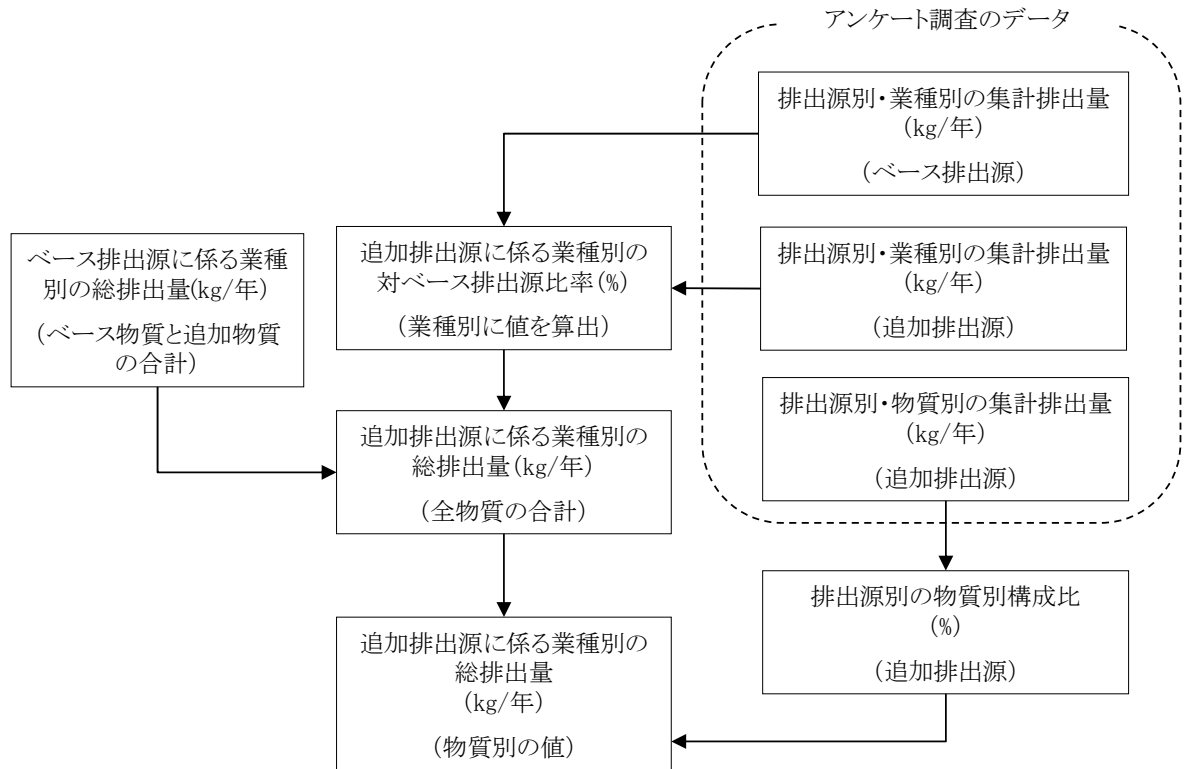 アンケート調査のデータ
排出源別・業種別の集計排出量
(kg/年)
(ベース排出源)
ベース排出源に係る業種
別の総排出量(kg/年)
(ベース物質と追加物質
の合計)
追加排出源に係る業種別の
対ベース排出源比率(%)
(業種別に値を算出)
排出源別・業種別の集計排出量
(kg/年)
(追加排出源)
追加排出源に係る業種別の
総排出量(kg/年)
(全物質の合計)
排出源別・物質別の集計排出量
(kg/年)
(追加排出源)
追加排出源に係る業種別の
総排出量
(kg/年)
(物質別の値)
排出源別の物質別構成比
(%)
(追加排出源)